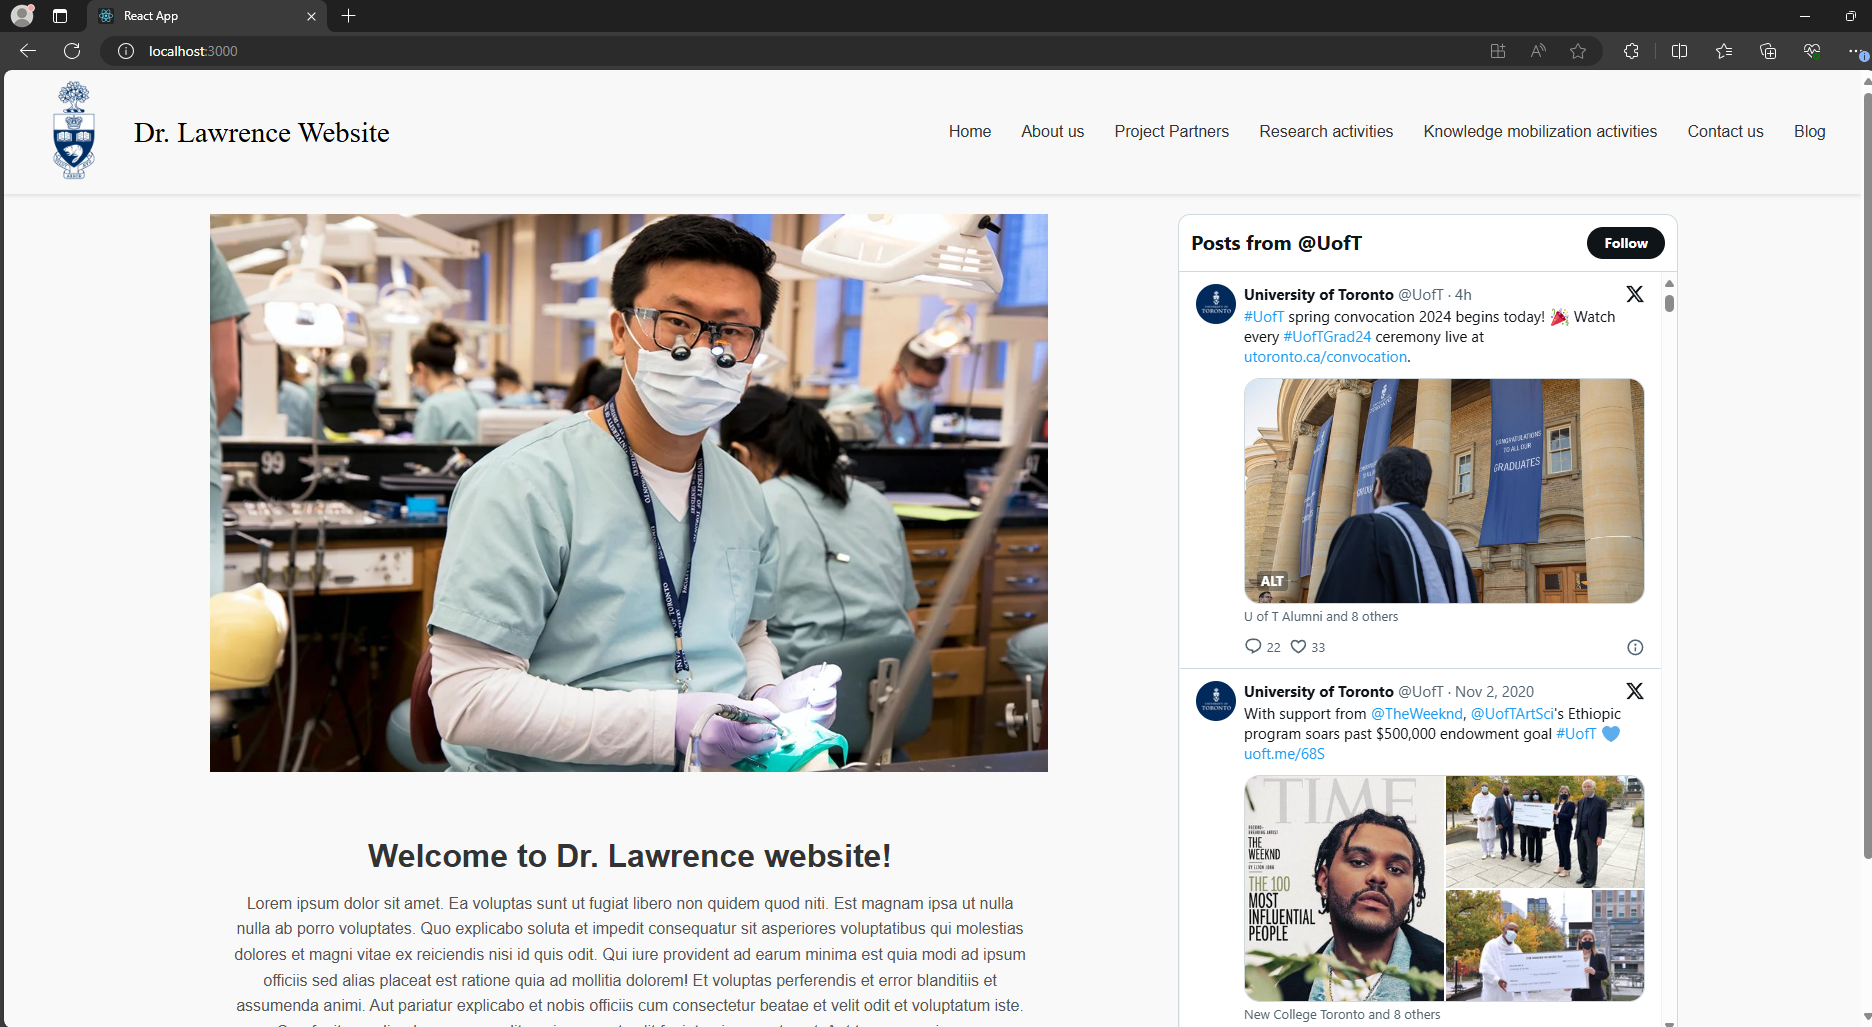 React App
localhost:3000
Dr. Lawrence Website
Home About us Project Partners Research activities Knowledge mobilization activities Contact us Blog
99
UNIVERSITY OF TORONTO
Posts from @UofT
Follow
University of Toronto @UofT · 4h
#UofT spring convocation 2024 begins today! 🎉 Watch
every #UofTGrad24 ceremony live at
utoronto.ca/convocation.
CONGRATULATIONS
TO ALL OUR
GRADUATES
ALT
U of T Alumni and 8 others
22 33
University of Toronto @UofT · Nov 2, 2020
With support from @TheWeeknd, @UofTArtSci's Ethiopic
program soars past $500,000 endowment goal #UofT 💙
uoft.me/68S
TIME
THE
WEEKND
THE 100
MOST
INFLUENTIAL
PEOPLE
New College Toronto and 8 others
Welcome to Dr. Lawrence website!
Lorem ipsum dolor sit amet. Ea voluptas sunt ut fugiat libero non quidem quod niti. Est magnam ipsa ut nulla
nulla ab porro voluptates. Quo explicabo soluta et impedit consequatur sit asperiores voluptatibus qui molestias
dolores et magni vitae ex reiciendis nisi id quis odit. Qui iure provident ad earum minima est quia modi ad ipsum
officiis sed alias placeat est ratione quia ad mollitia dolorem! Et voluptas perferendis et error blanditiis et
assumenda animi. Aut pariatur explicabo et nobis officiis cum consectetur beatae et velit odit et voluptatum iste.